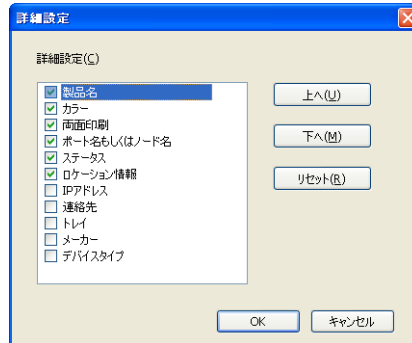 詳細設定
詳細設定(C)
製品名
カラー
両面印刷
ポート名もしくはノード名
ステータス
ロケーション情報
IPアドレス
連絡先
トレイ
メーカー
デバイスタイプ
上へ(U)
下へ(M)
リセット(R)
OK
キャンセル